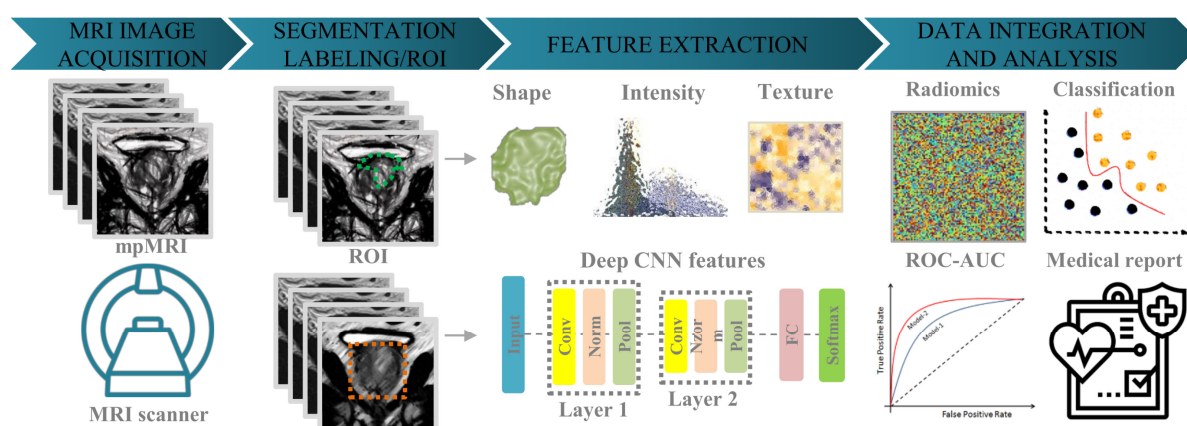 MRI IMAGE
ACQUISITION
SEGMENTATION
LABELING/ROI
FEATURE EXTRACTION
DATA INTEGRATION
AND ANALYSIS
mpMRI
MRI scanner
ROI
Shape
Intensity
Texture
Deep CNN features
Input
Conv
Norm
Pool
Layer 1
Conv
Nzor
m
Pool
Layer 2
FC
Softmax
Radiomics
Classification
ROC-AUC
True Positive Rate
Model-2
Model-1
False Positive Rate
Medical report